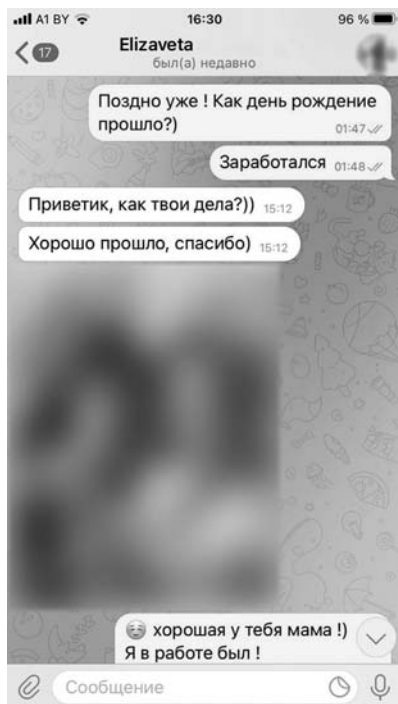 A1 BY 16:30 96 %
17 Elizaveta
был(а) недавно
Поздно уже ! Как день рождение
прошло?) 01:47
Заработался 01:48
Приветик, как твои дела?)) 15:12
Хорошо прошло, спасибо) 15:12
хорошая у тебя мама !)
Я в работе был !
Сообщение